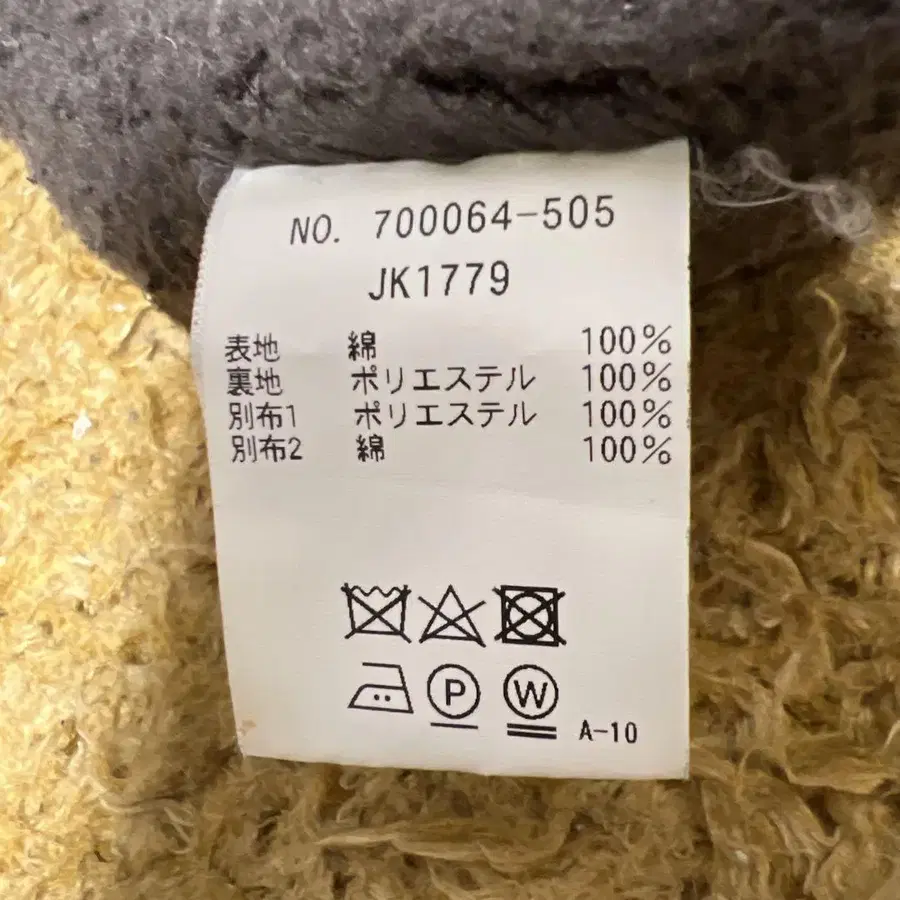 NO. 700064-505
JK1779
表地 綿 100%
裏地 ポリエステル 100%
別布1 ポリエステル 100%
別布2 綿 100%
P W A-10